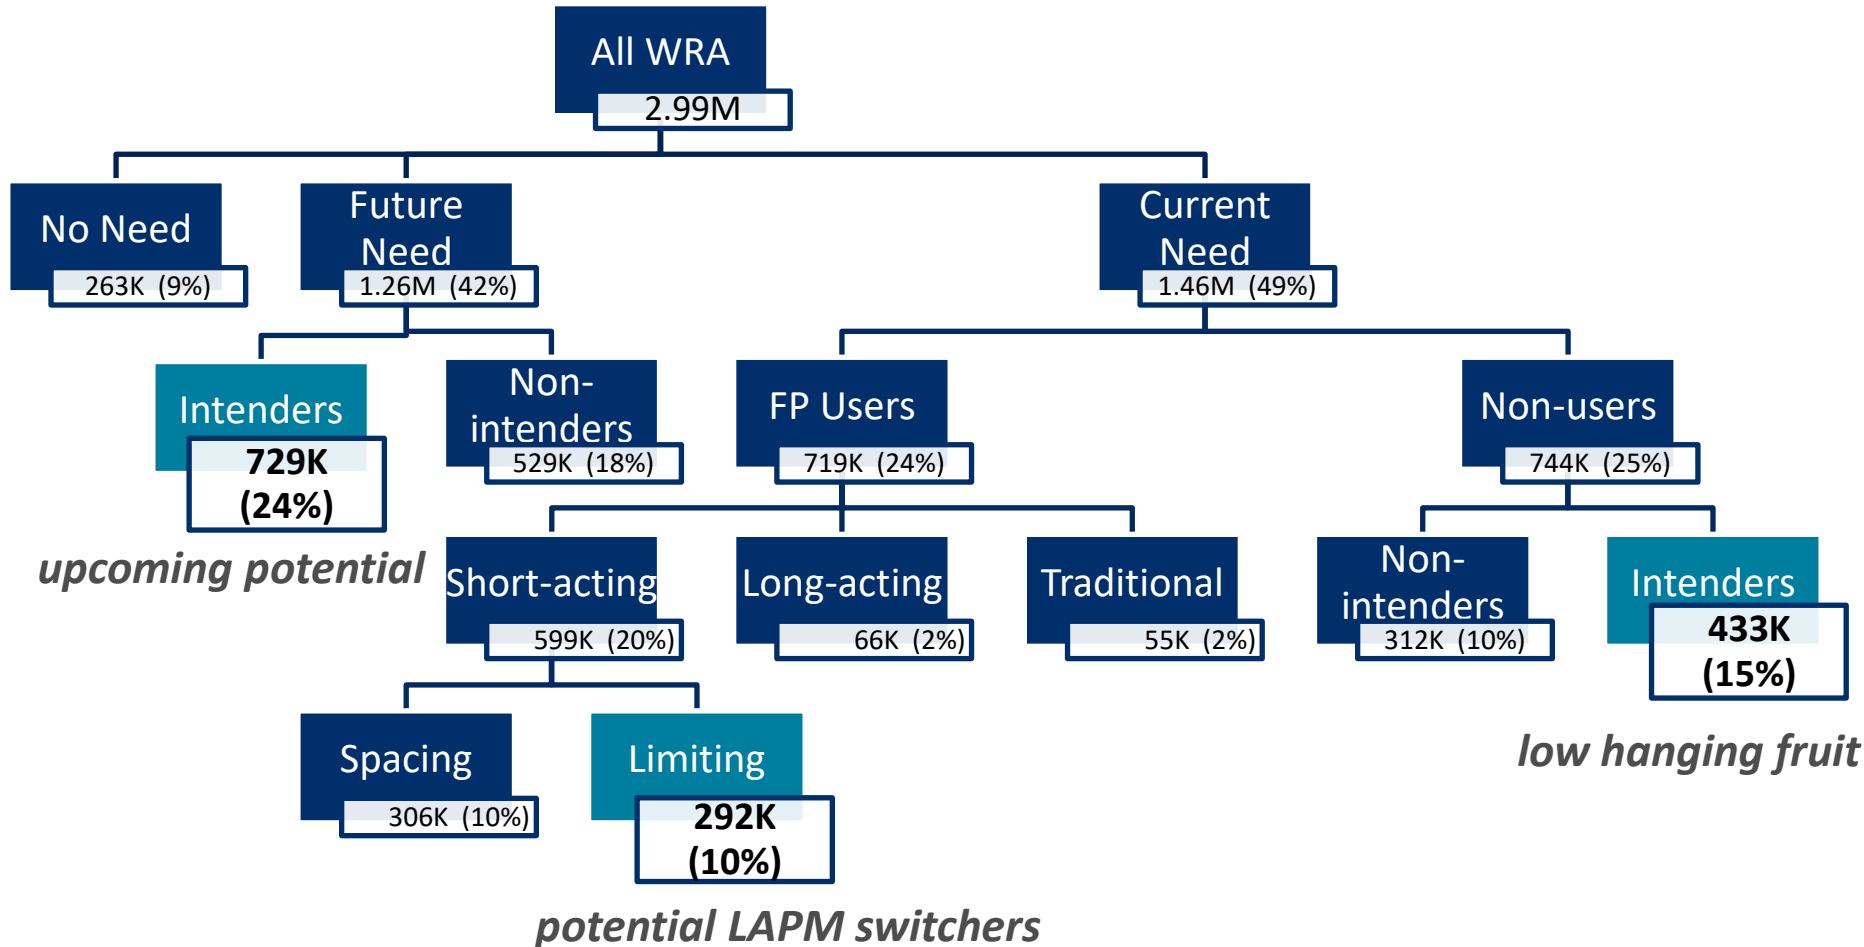 All WRA
2.99M
No Need
263K (9%)
Future
Need
1.26M (42%)
Current
Need
1.46M (49%)
Intenders
729K
(24%)
upcoming potential
Non-
intenders
529K (18%)
FP Users
719K (24%)
Non-users
744K (25%)
Short-acting
599K (20%)
Long-acting
66K (2%)
Traditional
55K (2%)
Non-
intenders
312K (10%)
Intenders
433K
(15%)
low hanging fruit
Spacing
306K (10%)
Limiting
292K
(10%)
potential LAPM switchers